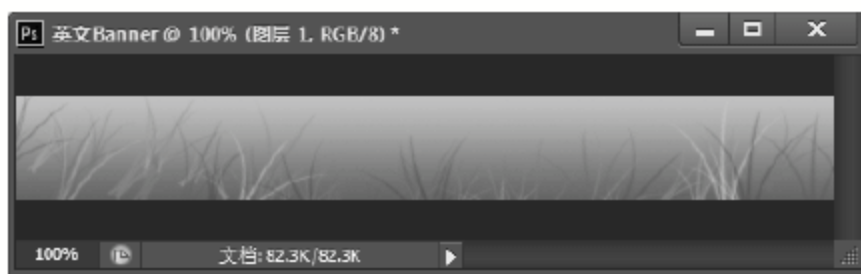 Ps 英文Banner @ 100% (图层 1, RGB/8) *
100% 文档: 82.3K/82.3K